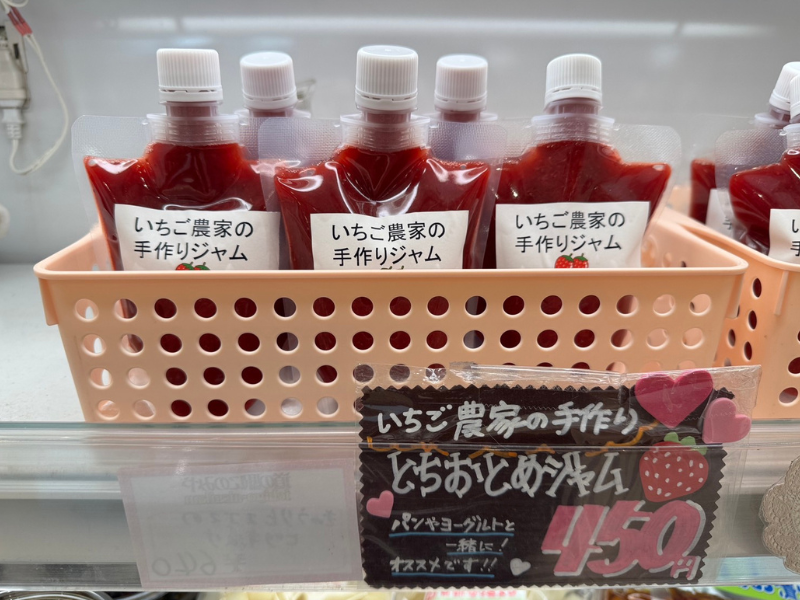 いちご農家の
手作りジャム
いちご農家の
手作りジャム
いちご農家の
手作りジャム
いちご農家の手作り
とちおとめジャム
パンやヨーグルトと
一緒に!
オススメです!!
450円